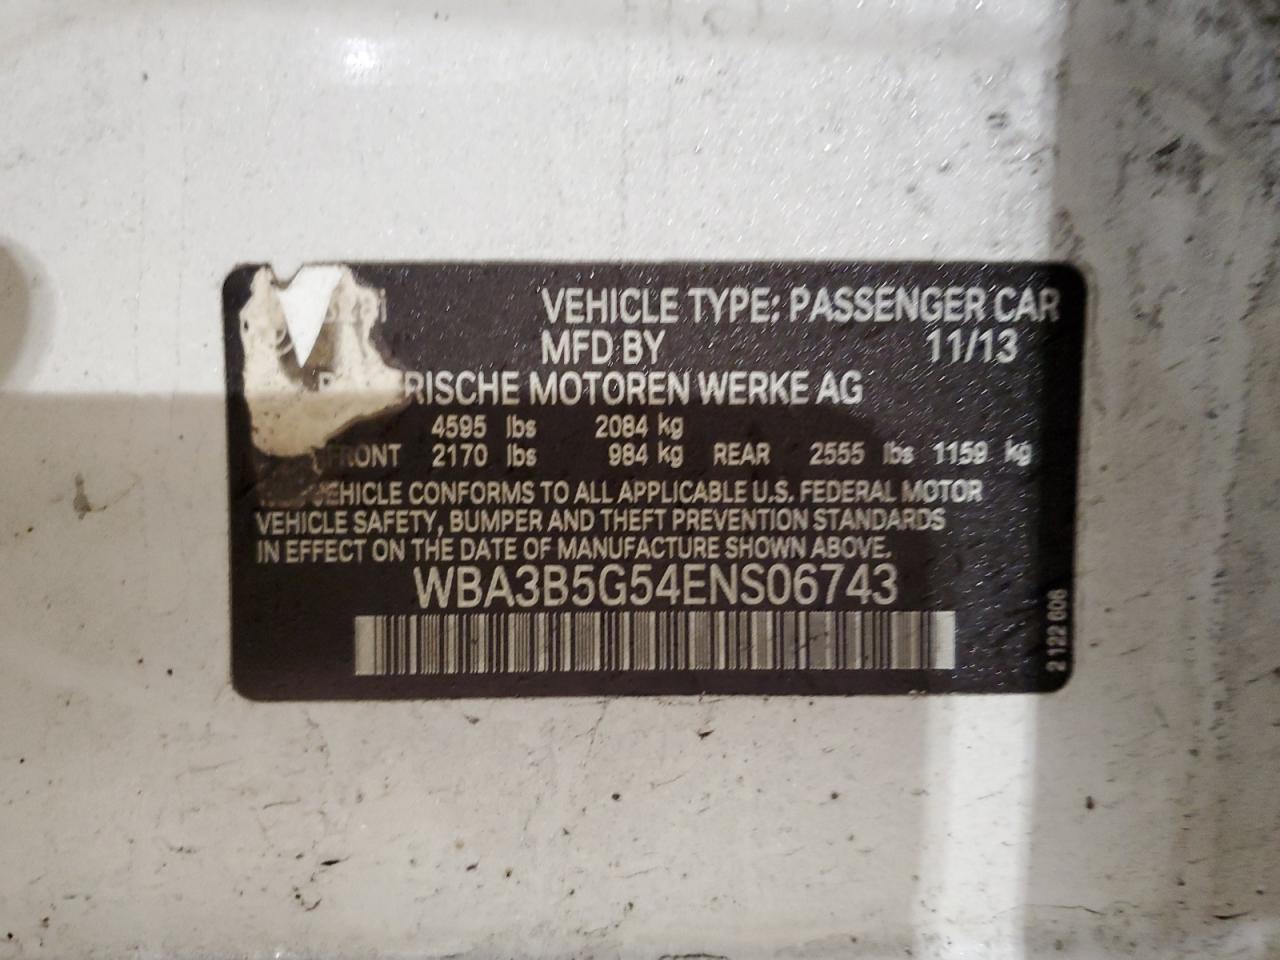 328i VEHICLE TYPE: PASSENGER CAR
MFD BY 11/13
RISCHE MOTOREN WERKE AG
4595 lbs 2084 kg
FRONT 2170 lbs 984 kg REAR 2555 lbs 1159 kg
VEHICLE CONFORMS TO ALL APPLICABLE U.S. FEDERAL MOTOR
VEHICLE SAFETY, BUMPER AND THEFT PREVENTION STANDARDS
IN EFFECT ON THE DATE OF MANUFACTURE SHOWN ABOVE.
WBA3B5G54ENS06743
2 122 606